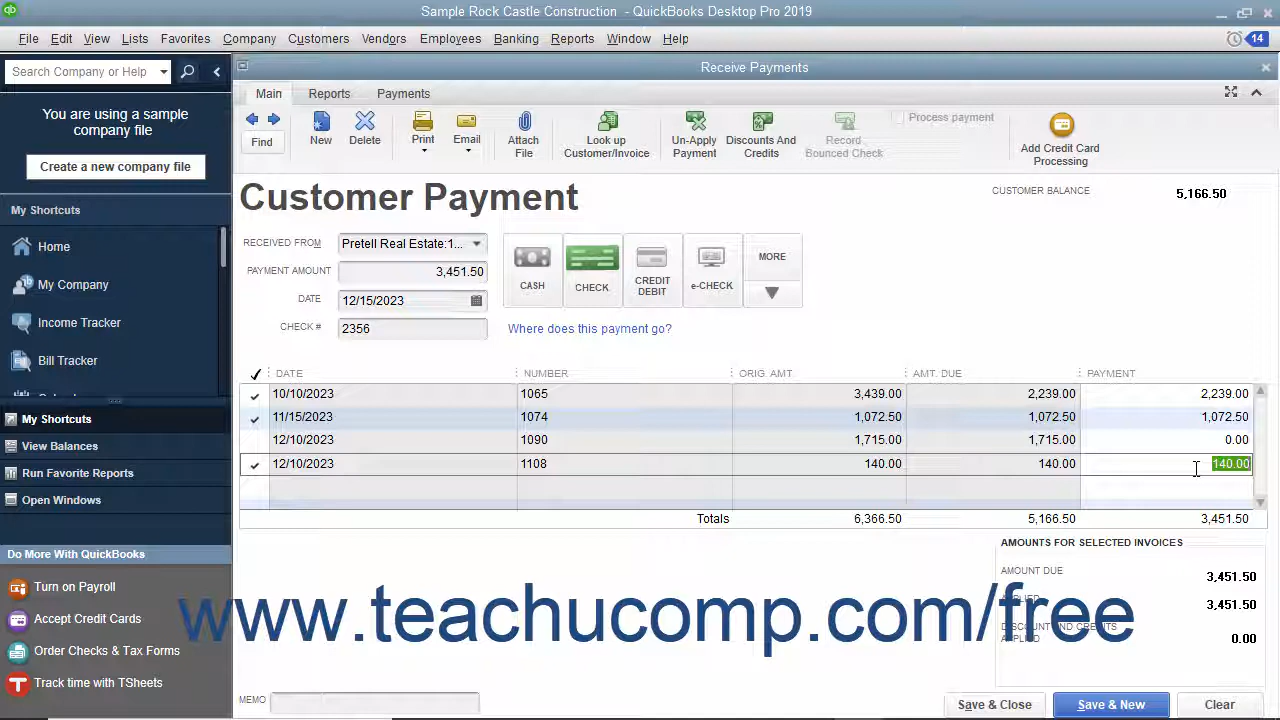 Sample Rock Castle Construction - QuickBooks Desktop Pro 2019
File Edit View Lists Favorites Company Customers Vendors Employees Banking Reports Window Help 14
Search Company or Help
Receive Payments
You are using a sample
company file
Create a new company file
My Shortcuts
Home
My Company
Income Tracker
Bill Tracker
My Shortcuts
View Balances
Run Favorite Reports
Open Windows
Do More With QuickBooks
Turn on Payroll
Accept Credit Cards
Order Checks & Tax Forms
Track time with TSheets
Main Reports Payments
Find
New
Delete
Print
Email
Attach
File
Look up
Customer/Invoice
Un-Apply
Payment
Discounts And
Credits
Record
Bounced Check
Process payment
Add Credit Card
Processing
Customer Payment
CUSTOMER BALANCE 5,166.50
RECEIVED FROM Pretell Real Estate:1...
PAYMENT AMOUNT 3,451.50
DATE 12/15/2023
CHECK # 2356
CASH
CHECK
CREDIT
DEBIT
e-CHECK
MORE
Where does this payment go?
DATE NUMBER ORIG. AMT. AMT. DUE PAYMENT
10/10/2023 1065 3,439.00 2,239.00 2,239.00
11/15/2023 1074 1,072.50 1,072.50 1,072.50
12/10/2023 1090 1,715.00 1,715.00 0.00
12/10/2023 1108 140.00 140.00 140.00
Totals 6,366.50 5,166.50 3,451.50
AMOUNTS FOR SELECTED INVOICES
AMOUNT DUE 3,451.50
APPLIED 3,451.50
DISCOUNT AND CREDITS
APPLIED 0.00
www.teachucomp.com/free
MEMO
Save & Close Save & New Clear